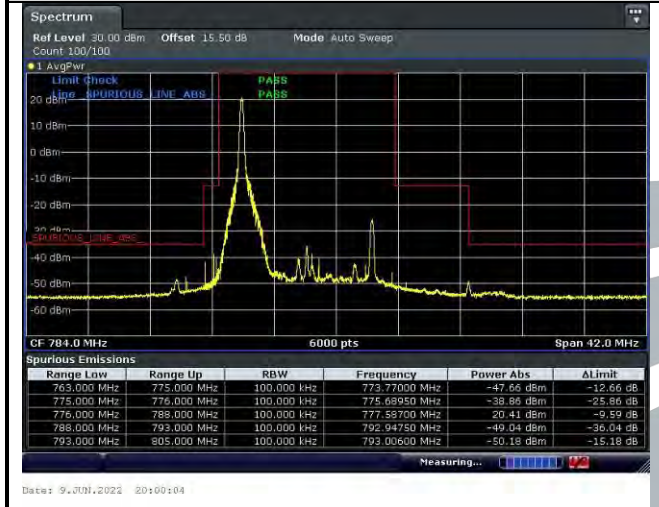 Spectrum
Ref Level 30.00 dBm Offset 15.50 dB Mode Auto Sweep
Count 100/100
1 AvgPwr
Limit Check PASS
Line _SPURIOUS_LINE_ABS_ PASS
20 dBm
10 dBm
0 dBm
-10 dBm
-20 dBm
-30 dBm
_SPURIOUS_LINE_ABS_
-40 dBm
-50 dBm
-60 dBm
CF 784.0 MHz 6000 pts Span 42.0 MHz
Spurious Emissions
Range Low Range Up RBW Frequency Power Abs ΔLimit
763.000 MHz 775.000 MHz 100.000 kHz 773.77000 MHz -47.66 dBm -12.66 dB
775.000 MHz 776.000 MHz 100.000 kHz 775.68950 MHz -38.86 dBm -25.86 dB
776.000 MHz 788.000 MHz 100.000 kHz 777.58700 MHz 20.41 dBm -9.59 dB
788.000 MHz 793.000 MHz 100.000 kHz 792.94750 MHz -49.04 dBm -36.04 dB
793.000 MHz 805.000 MHz 100.000 kHz 793.00600 MHz -50.18 dBm -15.18 dB
Measuring...
Date: 9.JUN.2022 20:00:04